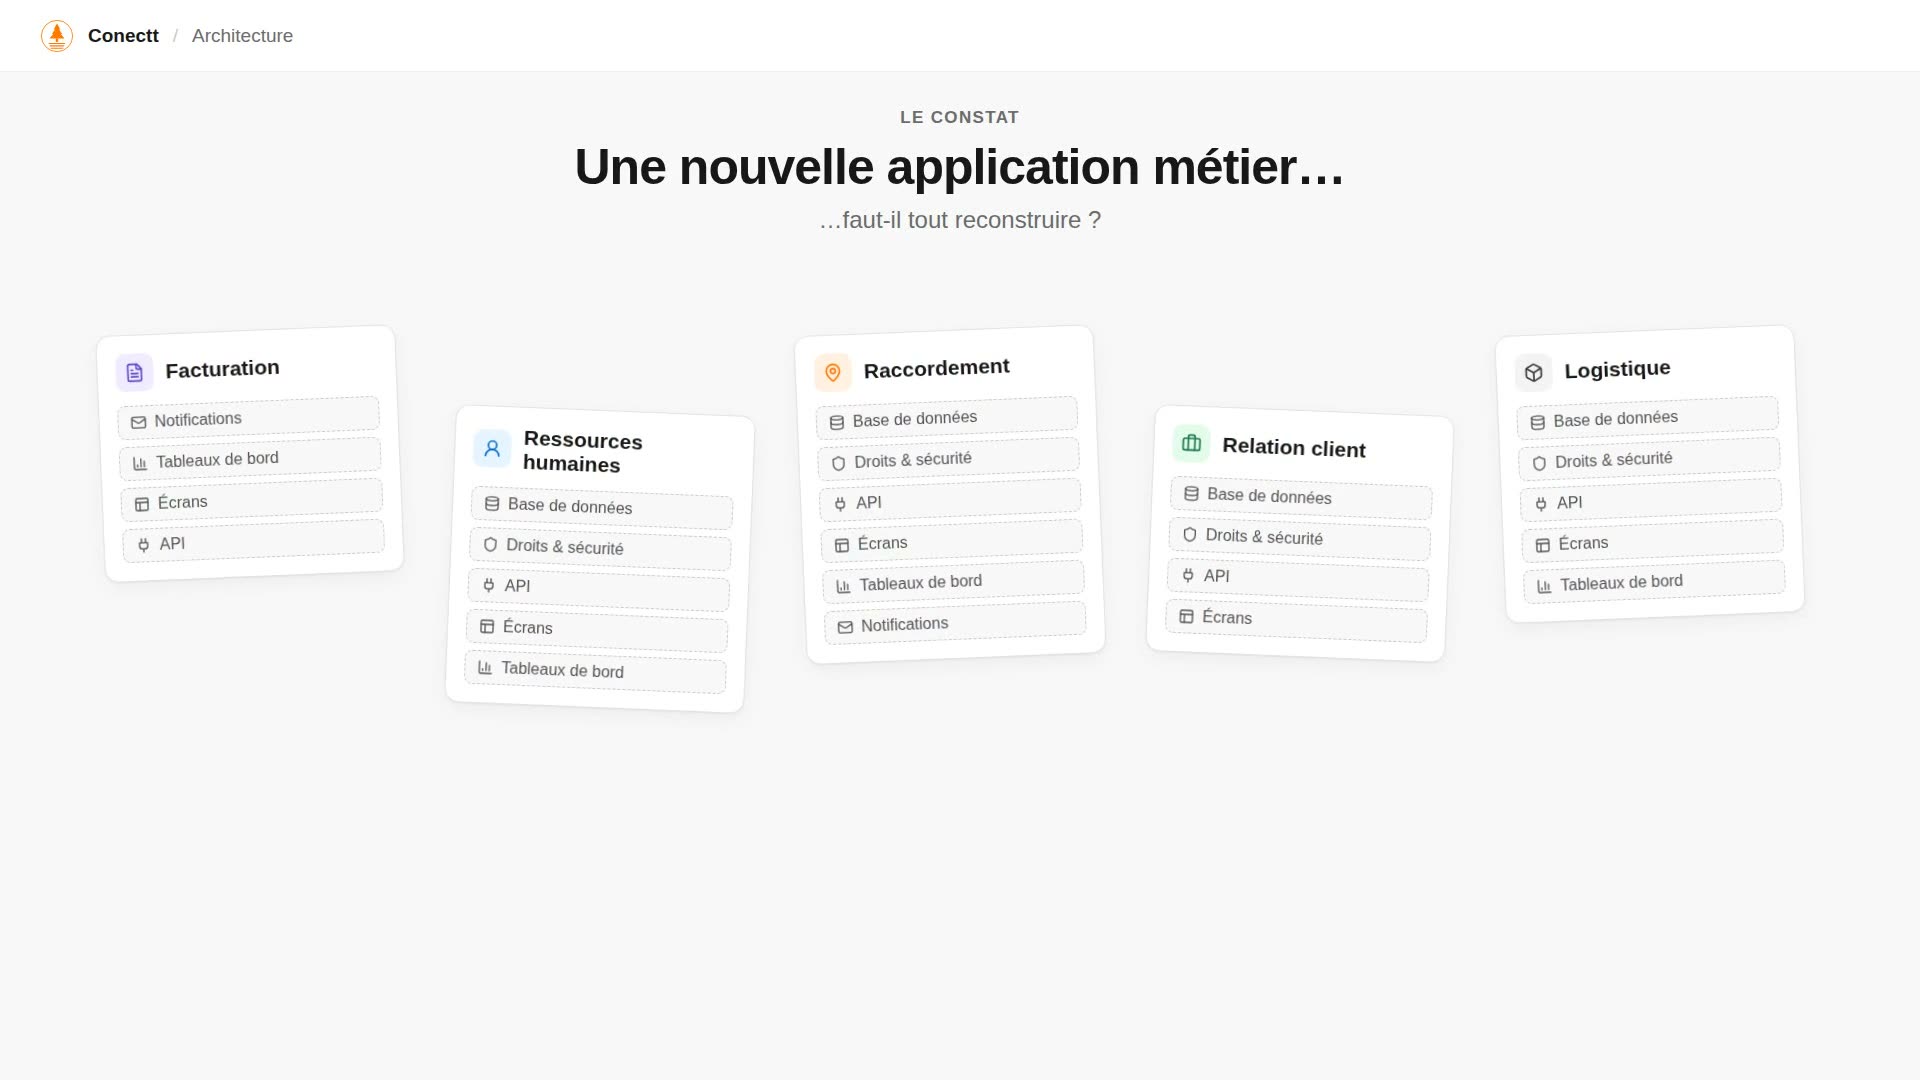 Conectt / Architecture
LE CONSTAT
Une nouvelle application métier…
…faut-il tout reconstruire ?
Facturation
Notifications
Tableaux de bord
Écrans
API
Ressources
humaines
Base de données
Droits & sécurité
API
Écrans
Tableaux de bord
Raccordement
Base de données
Droits & sécurité
API
Écrans
Tableaux de bord
Notifications
Relation client
Base de données
Droits & sécurité
API
Écrans
Logistique
Base de données
Droits & sécurité
API
Écrans
Tableaux de bord